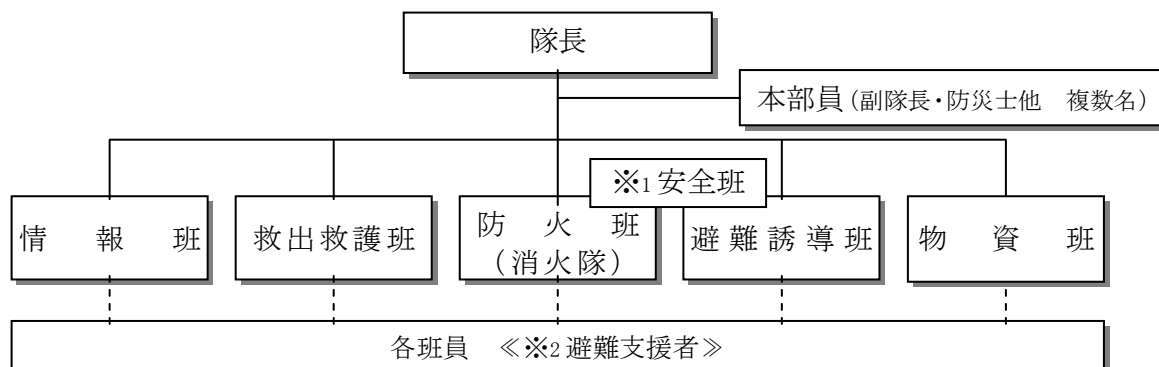 隊長
本部員(副隊長・防災士他　複数名)
※1 安全班
情報班
救出救護班
防火班
(消火隊)
避難誘導班
物資班
各班員　≪※2 避難支援者≫